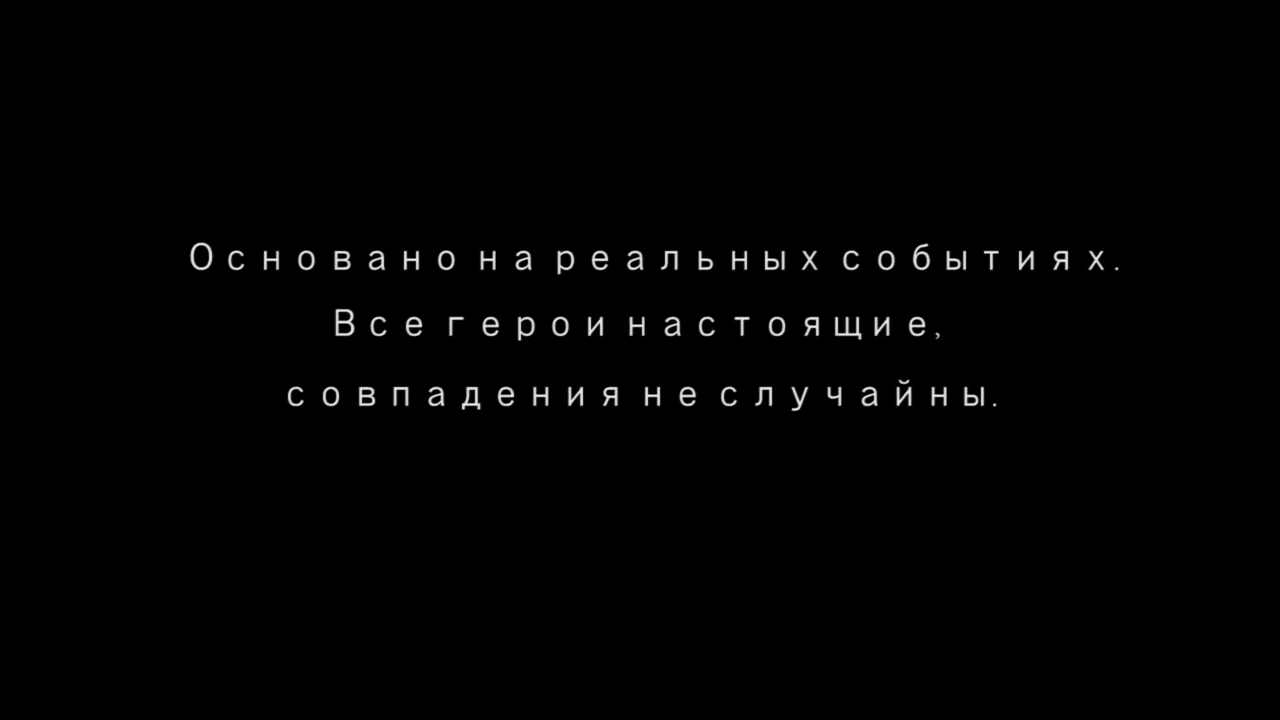 Основано на реальных событиях.
Все герои настоящие,
совпадения не случайны.